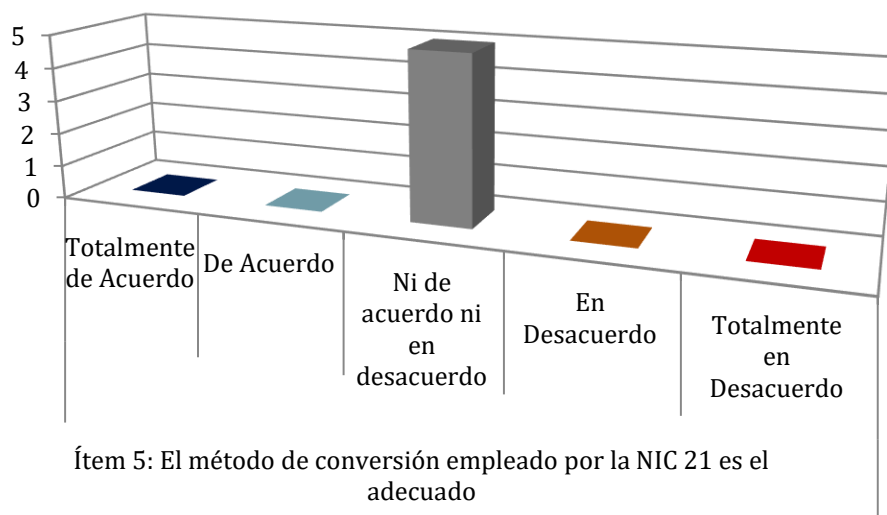 5
4
3
2
1
0
Totalmente
de Acuerdo
De Acuerdo
Ni de
acuerdo ni
en
desacuerdo
En
Desacuerdo
Totalmente
en
Desacuerdo
Ítem 5: El método de conversión empleado por la NIC 21 es el
adecuado